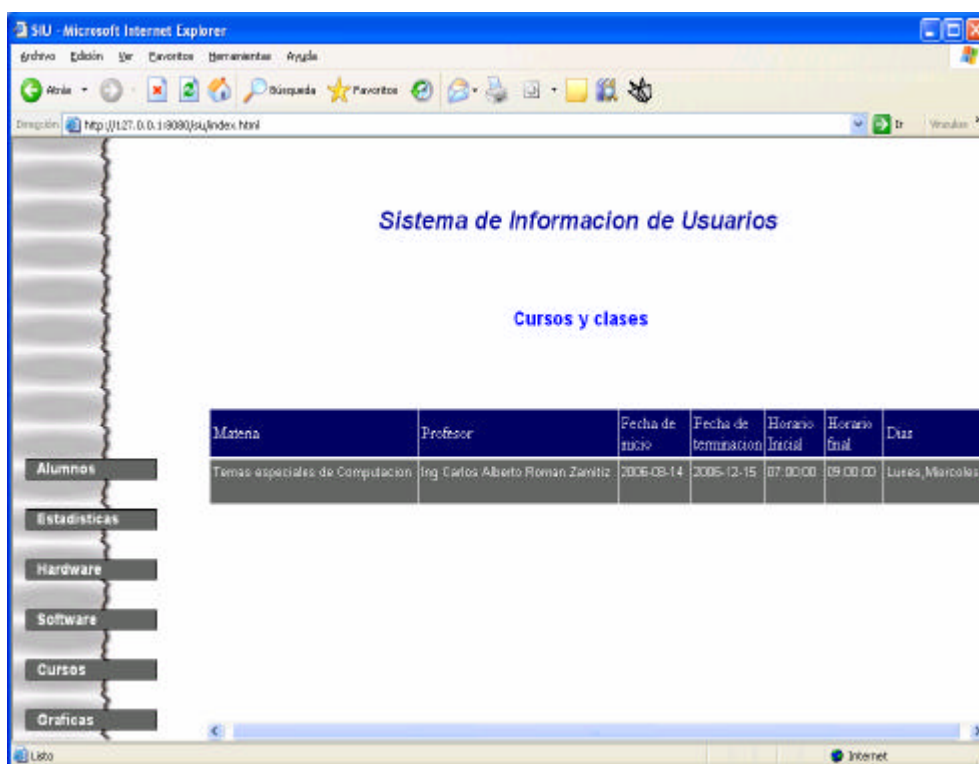 SIU - Microsoft Internet Explorer
Archivo Edición Ver Favoritos Herramientas Ayuda
Atrás Búsqueda Favoritos
Dirección http://127.0.0.1:8080/siu/index.html Ir Vínculos
Sistema de Informacion de Usuarios
Cursos y clases
Materia Profesor Fecha de inicio Fecha de terminacion Horario Inicial Horario final Dias
Temas especiales de Computacion Ing Carlos Alberto Roman Zamitiz 2006-08-14 2006-12-15 07:00:00 09:00:00 Lunes,Miercoles
Alumnos
Estadisticas
Hardware
Software
Cursos
Graficas
Listo Internet